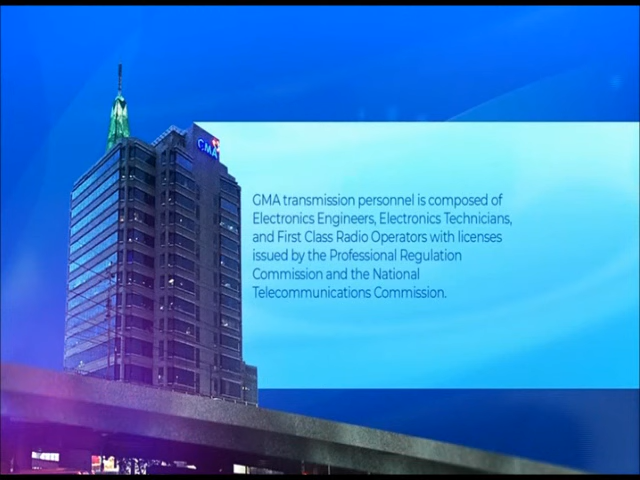 GMA
GMA transmission personnel is composed of
Electronics Engineers, Electronics Technicians,
and First Class Radio Operators with licenses
issued by the Professional Regulation
Commission and the National
Telecommunications Commission.